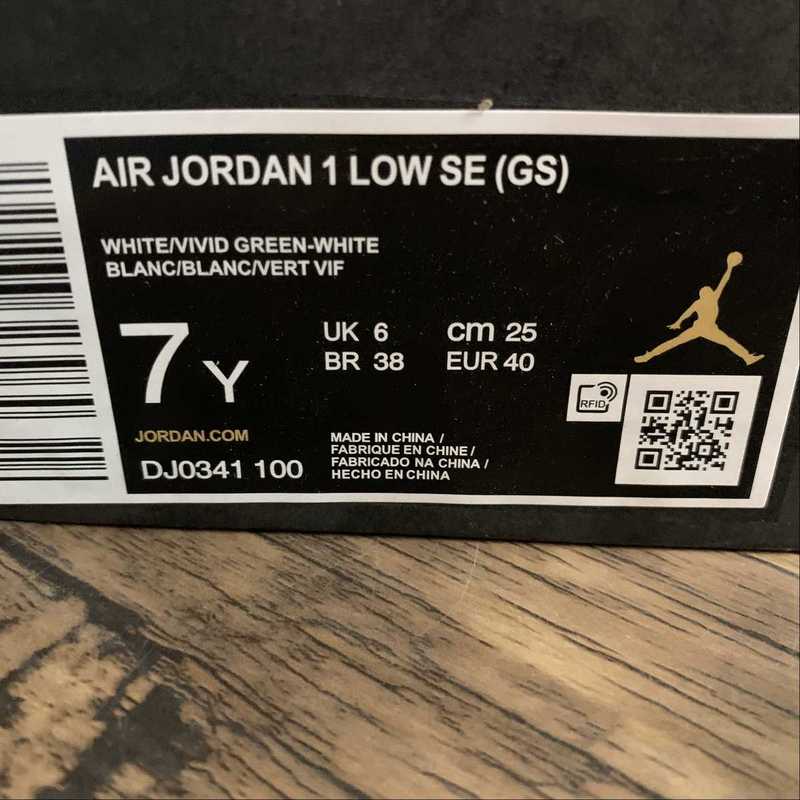 AIR JORDAN 1 LOW SE (GS)
WHITE/VIVID GREEN-WHITE
BLANC/BLANC/VERT VIF
7 Y
UK 6 cm 25
BR 38 EUR 40
RFID
JORDAN.COM
DJ0341 100
MADE IN CHINA /
FABRIQUE EN CHINE /
FABRICADO NA CHINA /
HECHO EN CHINA